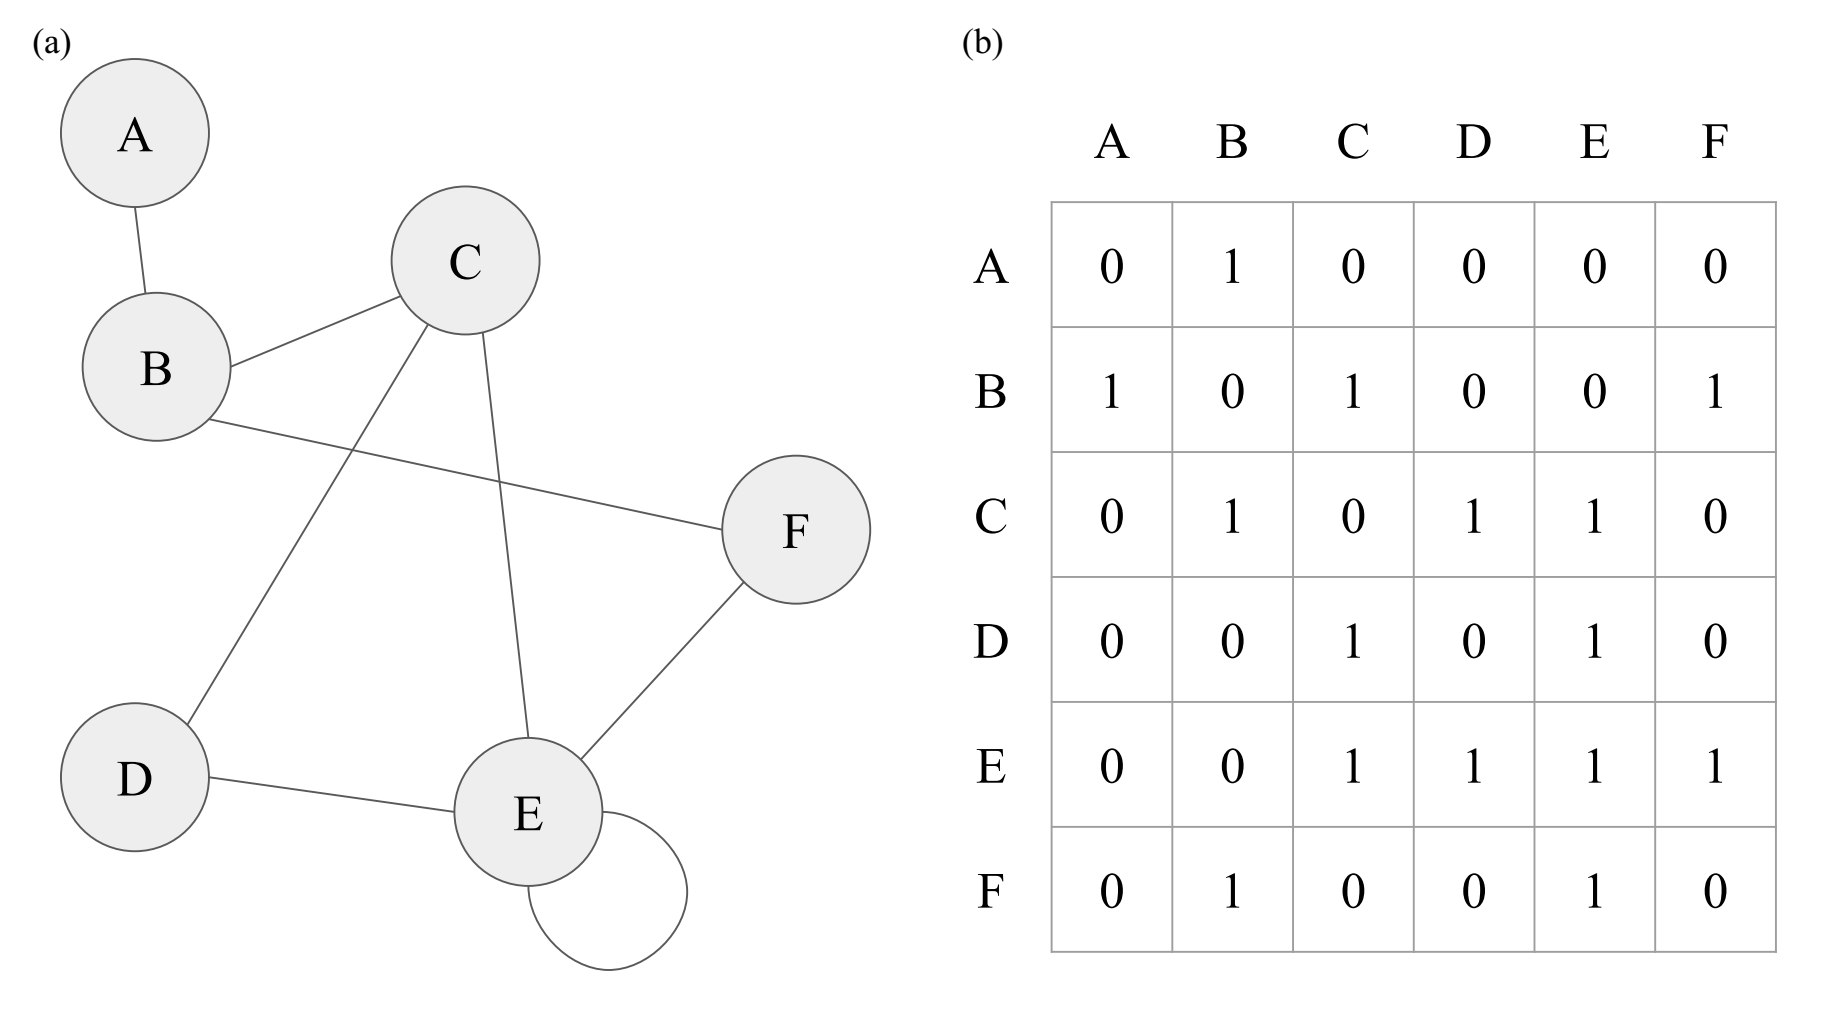 (a)
A
C
B
F
D
E
(b)
A B C D E F
A 0 1 0 0 0 0
B 1 0 1 0 0 1
C 0 1 0 1 1 0
D 0 0 1 0 1 0
E 0 0 1 1 1 1
F 0 1 0 0 1 0